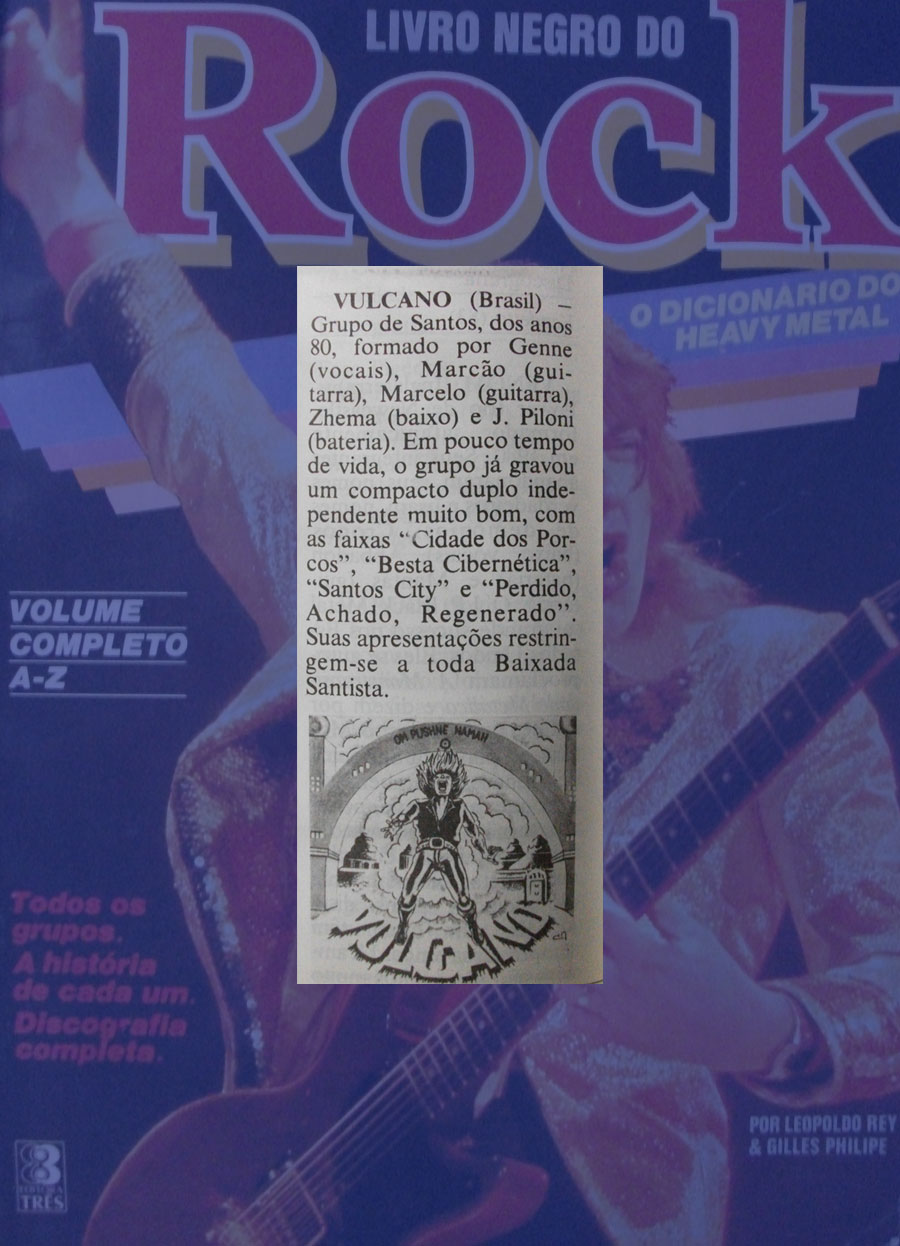 LIVRO NEGRO DO
Rock
O DICIONÁRIO DO
HEAVY METAL
VULCANO (Brasil) –
Grupo de Santos, dos anos
80, formado por Genne
(vocais), Marcão (gui-
tarra), Marcelo (guitarra),
Zhema (baixo) e J. Piloni
(bateria). Em pouco tempo
de vida, o grupo já gravou
um compacto duplo inde-
pendente muito bom, com
as faixas “Cidade dos Por-
cos”, “Besta Cibernética”,
“Santos City” e “Perdido,
Achado, Regenerado”.
Suas apresentações restrin-
gem-se a toda Baixada
Santista.
OM PUSHNE NAMAH
VULCANO
VOLUME
COMPLETO
A-Z
Todos os
grupos.
A história
de cada um.
Discografia
completa.
POR LEOPOLDO REY
& GILLES PHILIPE
3
EDITORA
TRÊS